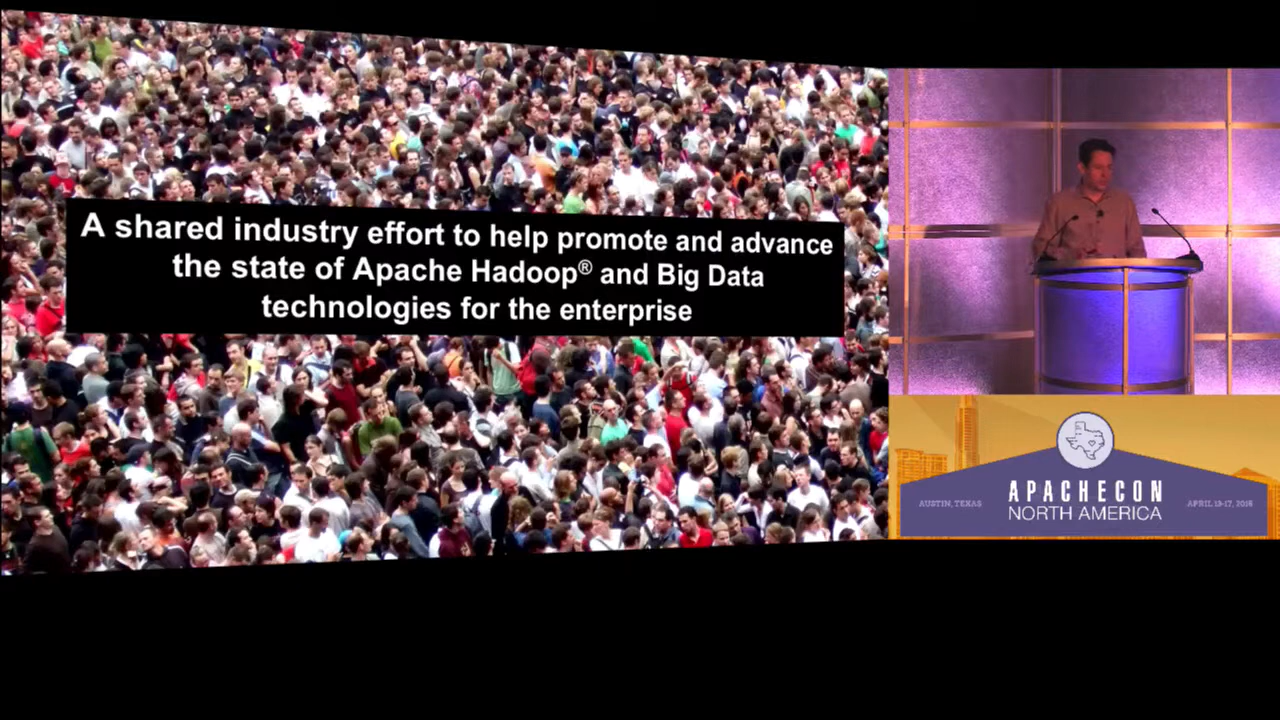 A shared industry effort to help promote and advance
the state of Apache Hadoop® and Big Data
technologies for the enterprise
AUSTIN, TEXAS
APACHECON
NORTH AMERICA
APRIL 13-17, 2015